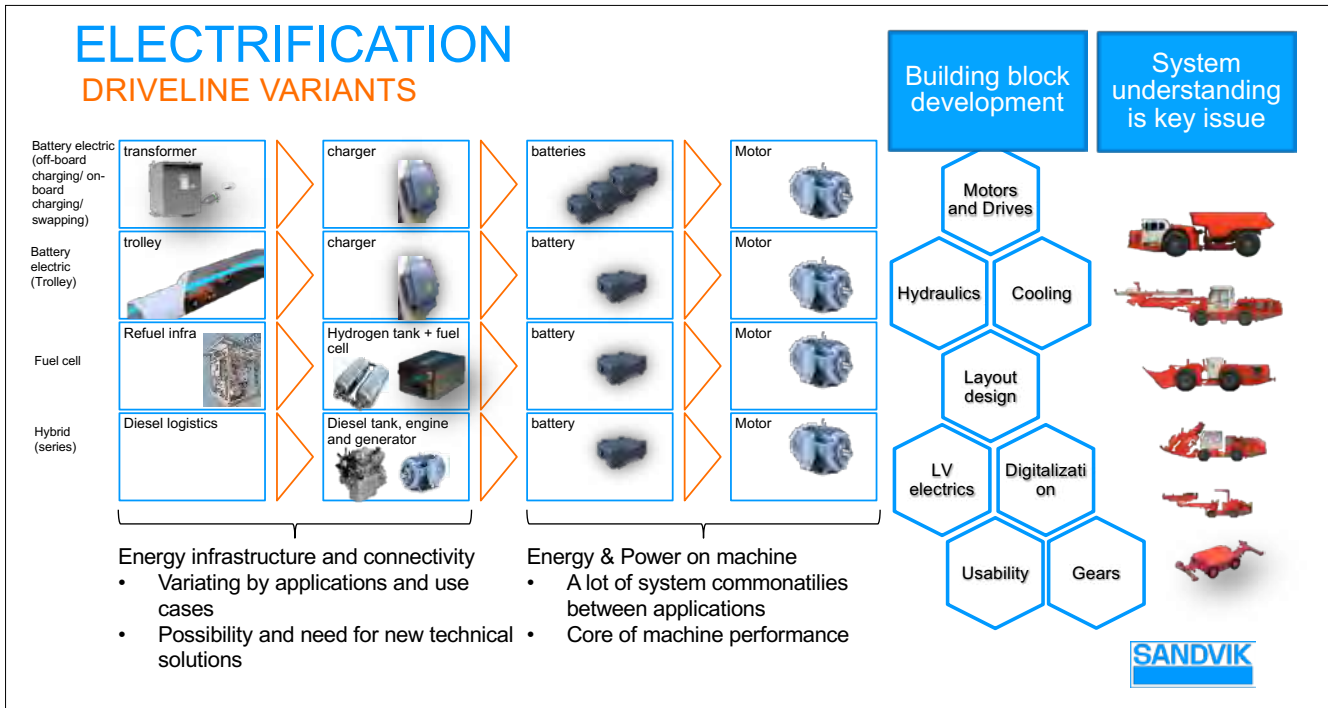 ELECTRIFICATION
DRIVELINE VARIANTS
Building block
development
System
understanding
is key issue
Battery electric
(off-board
charging/ on-
board
charging/
swapping)
transformer
charger
batteries
Motor
Battery
electric
(Trolley)
trolley
charger
battery
Motor
Fuel cell
Refuel infra
Hydrogen tank + fuel
cell
battery
Motor
Hybrid
(series)
Diesel logistics
Diesel tank, engine
and generator
battery
Motor
Energy infrastructure and connectivity
• Variating by applications and use
cases
• Possibility and need for new technical
solutions
Energy & Power on machine
• A lot of system commonatilies
between applications
• Core of machine performance
Motors
and Drives
Hydraulics
Cooling
Layout
design
LV
electrics
Digitalizati
on
Usability
Gears
SANDVIK